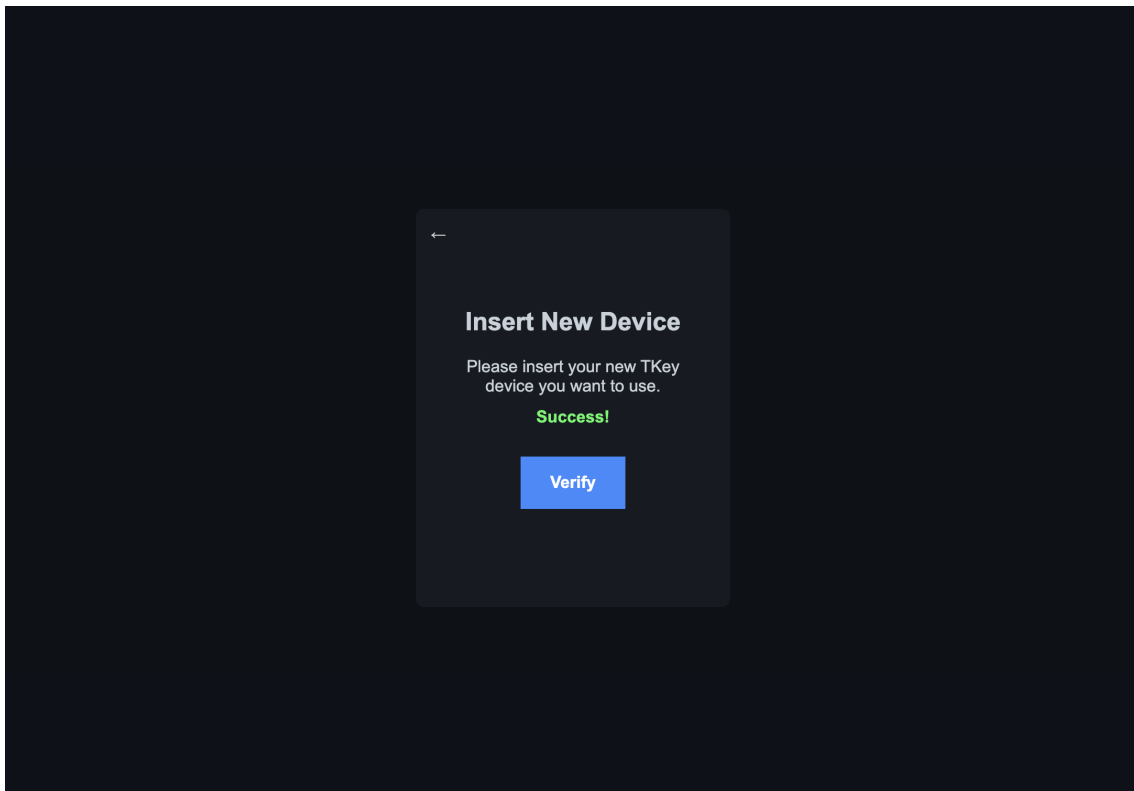 ←
Insert New Device
Please insert your new TKey
device you want to use.
Success!
Verify